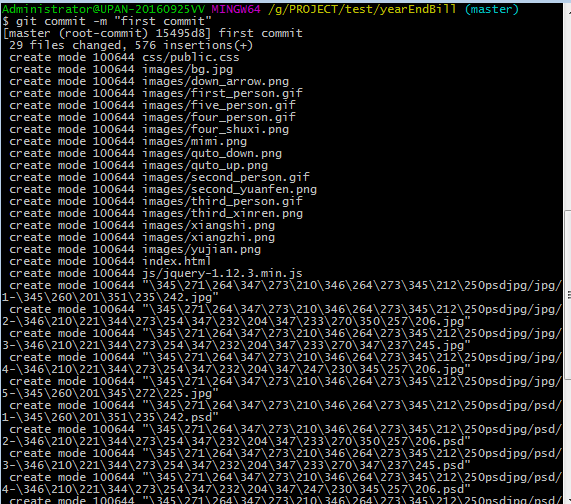 Administrator@UPAN-20160925VV MINGW64 /g/PROJECT/test/yearEndBill (master)
$ git commit -m "first commit"
[master (root-commit) 15495d8] first commit
 29 files changed, 576 insertions(+)
 create mode 100644 css/public.css
 create mode 100644 images/bg.jpg
 create mode 100644 images/down_arrow.png
 create mode 100644 images/first_person.gif
 create mode 100644 images/five_person.gif
 create mode 100644 images/four_person.gif
 create mode 100644 images/four_shuxi.png
 create mode 100644 images/mimi.png
 create mode 100644 images/quto_down.png
 create mode 100644 images/quto_up.png
 create mode 100644 images/second_person.gif
 create mode 100644 images/second_yuanfen.png
 create mode 100644 images/third_person.gif
 create mode 100644 images/third_xinren.png
 create mode 100644 images/xiangshi.png
 create mode 100644 images/xiangzhi.png
 create mode 100644 images/yujian.png
 create mode 100644 index.html
 create mode 100644 js/jquery-1.12.3.min.js
 create mode 100644 "\345\271\264\347\273\210\346\264\273\345\212\250psdjpg/jpg/
1-\345\260\201\351\235\242.jpg"
 create mode 100644 "\345\271\264\347\273\210\346\264\273\345\212\250psdjpg/jpg/
2-\346\210\221\344\273\254\347\232\204\347\233\270\350\257\206.jpg"
 create mode 100644 "\345\271\264\347\273\210\346\264\273\345\212\250psdjpg/jpg/
3-\346\210\221\344\273\254\347\232\204\347\233\270\347\237\245.jpg"
 create mode 100644 "\345\271\264\347\273\210\346\264\273\345\212\250psdjpg/jpg/
4-\346\210\221\344\273\254\347\232\204\347\247\230\345\257\206.jpg"
 create mode 100644 "\345\271\264\347\273\210\346\264\273\345\212\250psdjpg/jpg/
5-\345\260\201\345\272\225.jpg"
 create mode 100644 "\345\271\264\347\273\210\346\264\273\345\212\250psdjpg/psd/
1-\345\260\201\351\235\242.psd"
 create mode 100644 "\345\271\264\347\273\210\346\264\273\345\212\250psdjpg/psd/
2-\346\210\221\344\273\254\347\232\204\347\233\270\350\257\206.psd"
 create mode 100644 "\345\271\264\347\273\210\346\264\273\345\212\250psdjpg/psd/
3-\346\210\221\344\273\254\347\232\204\347\233\270\347\237\245.psd"
 create mode 100644 "\345\271\264\347\273\210\346\264\273\345\212\250psdjpg/psd/
4-\346\210\221\344\273\254\347\232\204\347\247\230\345\257\206.psd"
 create mode 100644 "\345\271\264\347\273\210\346\264\273\345\212\250psdjpg/psd/